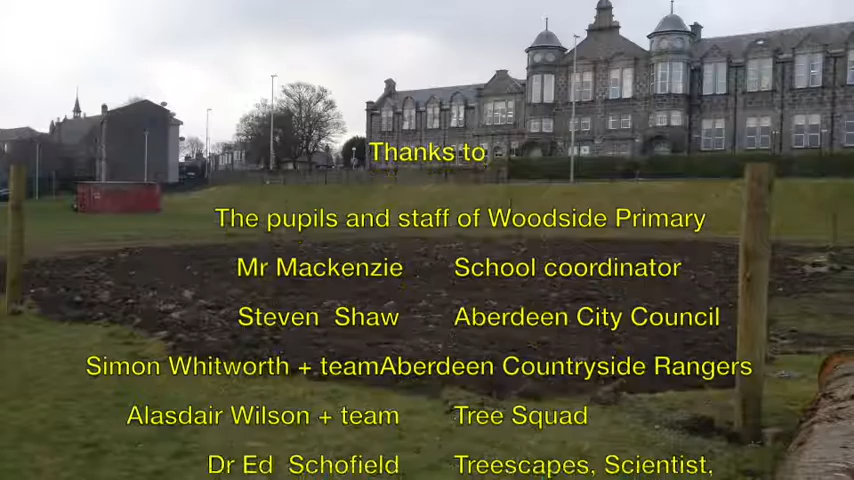 Thanks to
The pupils and staff of Woodside Primary
Mr Mackenzie School coordinator
Steven Shaw Aberdeen City Council
Simon Whitworth + teamAberdeen Countryside Rangers
Alasdair Wilson + team Tree Squad
Dr Ed Schofield Treescapes, Scientist,